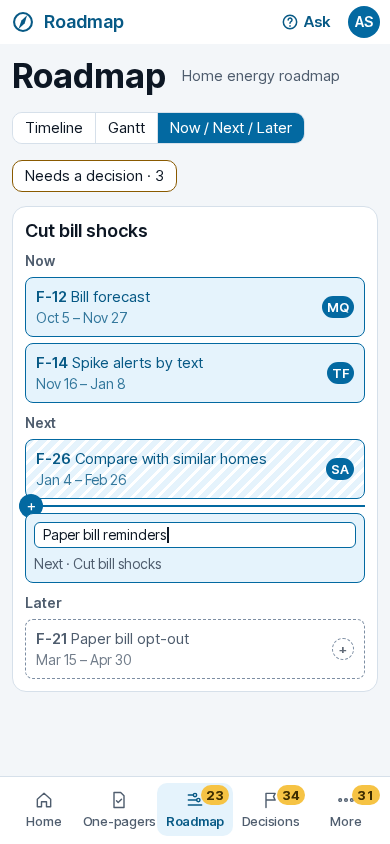 Roadmap
Ask
AS
Roadmap
Home energy roadmap
Timeline
Gantt
Now / Next / Later
Needs a decision · 3
Cut bill shocks
Now
F-12 Bill forecast
Oct 5 – Nov 27
MQ
F-14 Spike alerts by text
Nov 16 – Jan 8
TF
Next
F-26 Compare with similar homes
Jan 4 – Feb 26
SA
+
Paper bill reminders
Next · Cut bill shocks
Later
F-21 Paper bill opt-out
Mar 15 – Apr 30
+
Home
One-pagers
23
Roadmap
34
Decisions
31
More